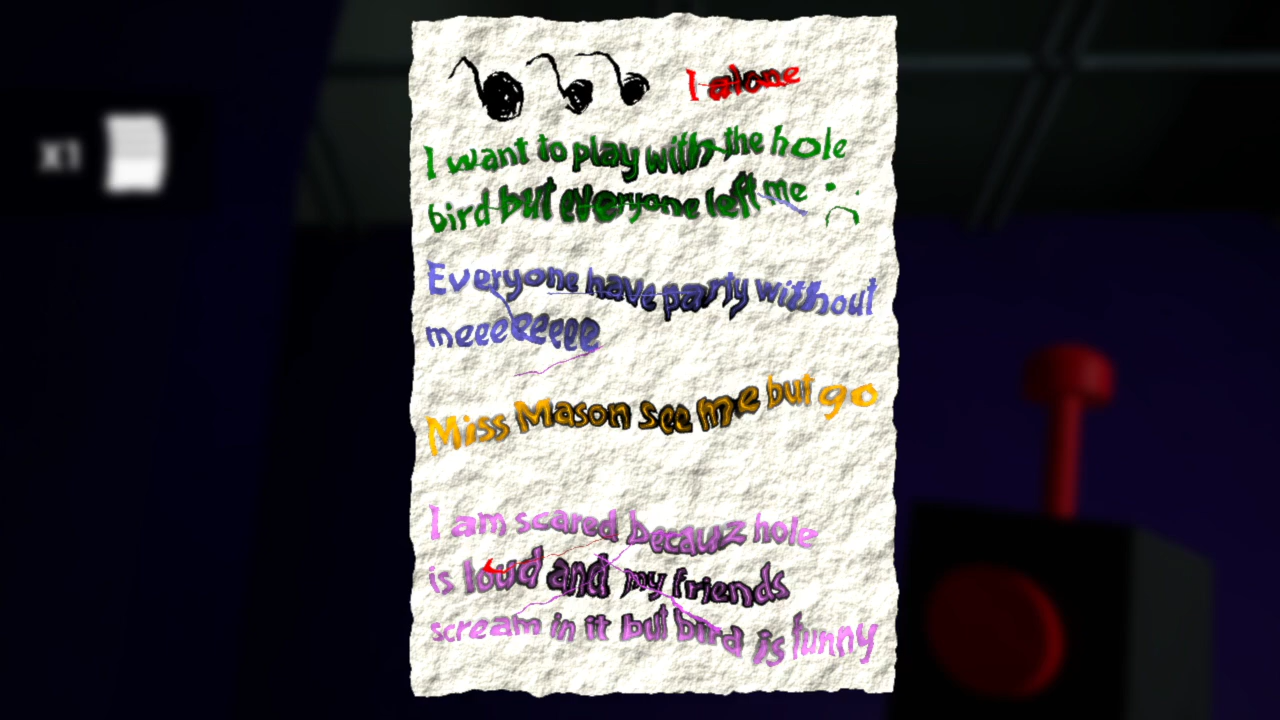 X1
I alone
I want to play with the hole
bird but everyone left me :(
Everyone have party without
meeeeeeee
Miss Mason see me but go
I am scared becauz hole
is loud and my friends
scream in it but bird is funny